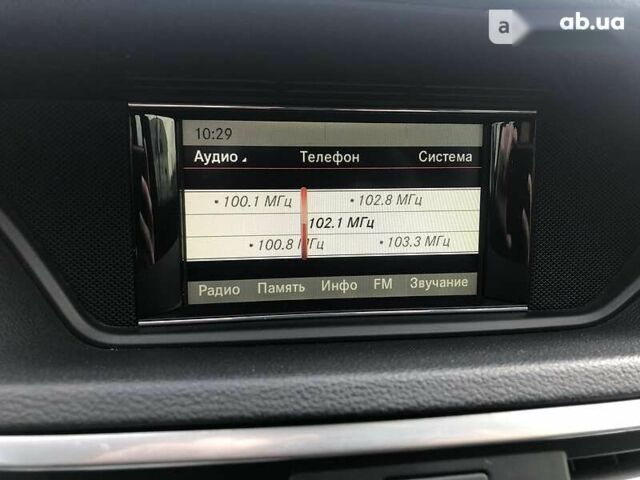 a ab.ua
10:29
Аудио Телефон Система
• 100.1 МГц • 102.8 МГц
102.1 МГц
• 100.8 МГц • 103.3 МГц
Радио Память Инфо FM Звучание